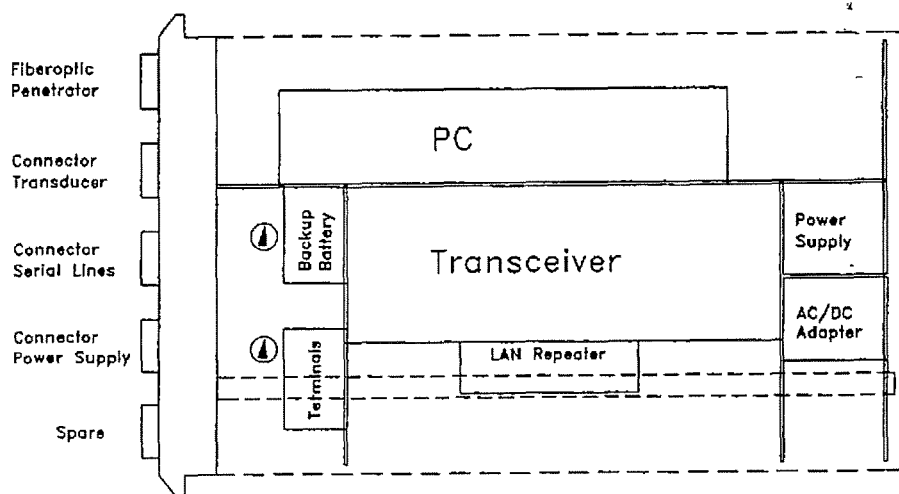 Fiberoptic
Penetrator
Connector
Transducer
Connector
Serial Lines
Connector
Power Supply
Spare
PC
Backup
Battery
Transceiver
Power
Supply
AC/DC
Adapter
Terminals
LAN Repeater